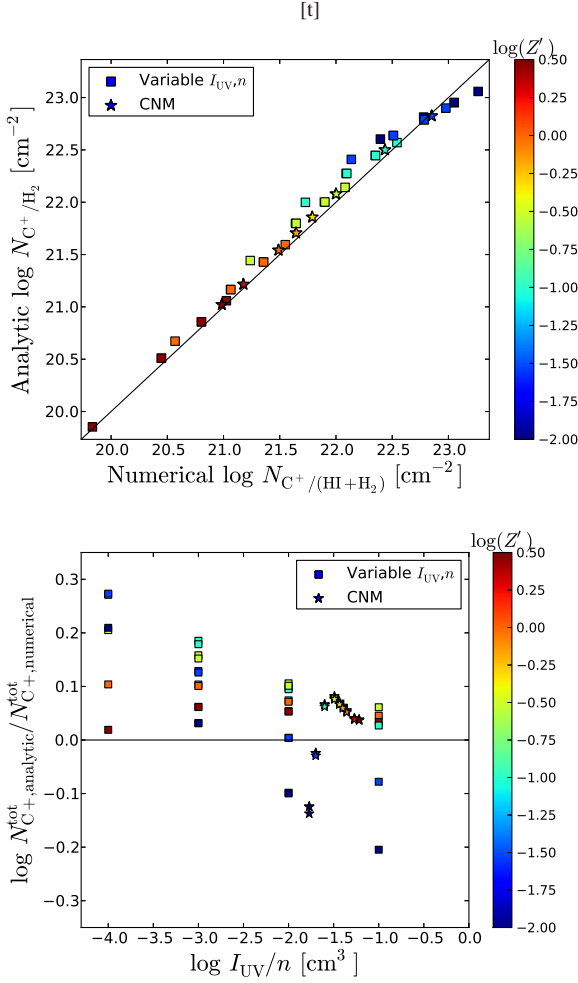 [t]
log(Z′)
Variable I_UV,n
CNM
Analytic log N_C⁺/H₂ [cm⁻²]
23.0
22.5
22.0
21.5
21.0
20.5
20.0
20.0 20.5 21.0 21.5 22.0 22.5 23.0
Numerical log N_C⁺/(HI+H₂) [cm⁻²]
0.50
0.25
0.00
−0.25
−0.50
−0.75
−1.00
−1.25
−1.50
−1.75
−2.00
log(Z′)
Variable I_UV,n
CNM
log N^tot_C+,analytic/N^tot_C+,numerical
0.3
0.2
0.1
0.0
−0.1
−0.2
−0.3
−4.0 −3.5 −3.0 −2.5 −2.0 −1.5 −1.0 −0.5 0.0
log I_UV/n [cm³ ]
0.50
0.25
0.00
−0.25
−0.50
−0.75
−1.00
−1.25
−1.50
−1.75
−2.00